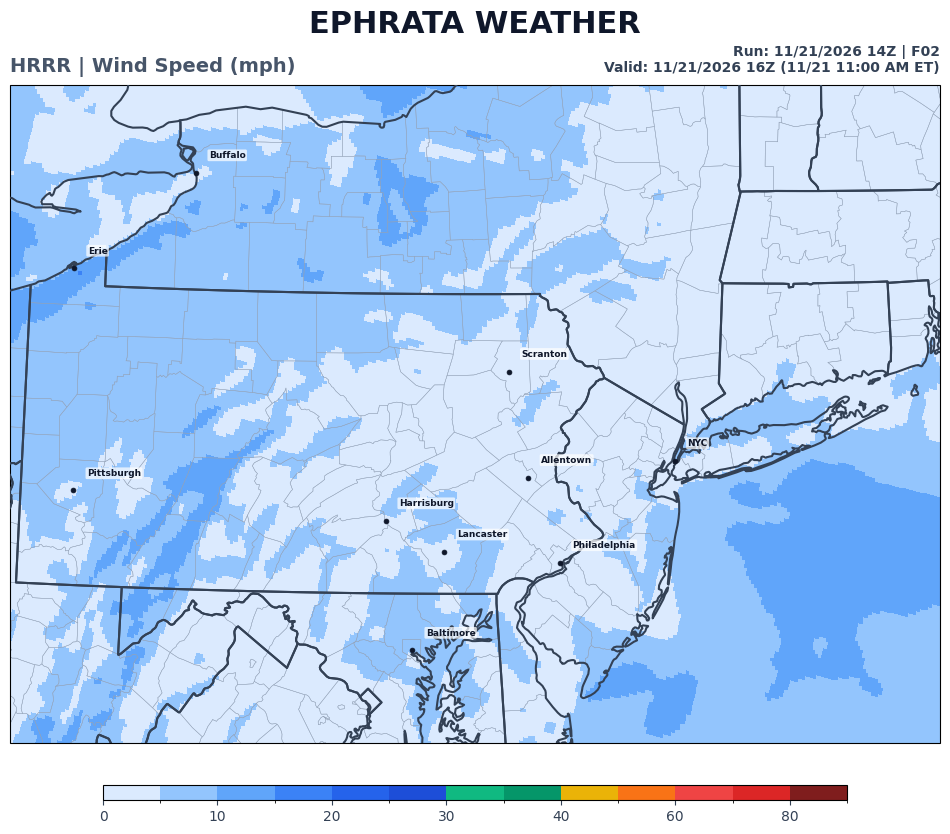 EPHRATA WEATHER
HRRR | Wind Speed (mph)
Run: 11/21/2026 14Z | F02
Valid: 11/21/2026 16Z (11/21 11:00 AM ET)
Buffalo
Erie
Scranton
NYC
Pittsburgh
Allentown
Harrisburg
Lancaster
Philadelphia
Baltimore
0 10 20 30 40 50 60 70 80